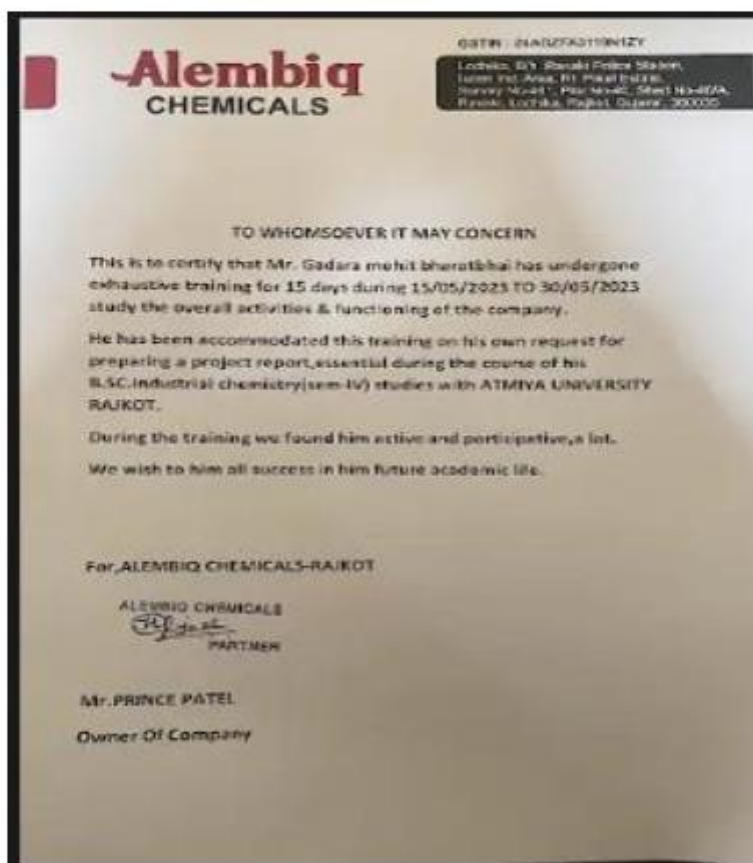 Alembiq
CHEMICALS
GSTIN :
Lodhika,
TO WHOMSOEVER IT MAY CONCERN
This is to certify that Mr. Gadara mohit bharatbhai has undergone
exhaustive training for 15 days during 15/05/2023 TO 30/05/2023
study the overall activities & functioning of the company.
He has been accommodated this training on his own request for
preparing a project report,essential during the course of his
B.SC.Industrial chemistry(sem-IV) studies with ATMIYA UNIVERSITY
RAJKOT.
During the training we found him active and participative,a lot.
We wish to him all success in him future academic life.
For,ALEMBIQ CHEMICALS-RAJKOT
ALEMBIQ CHEMICALS
PARTNER
Mr.PRINCE PATEL
Owner Of Company